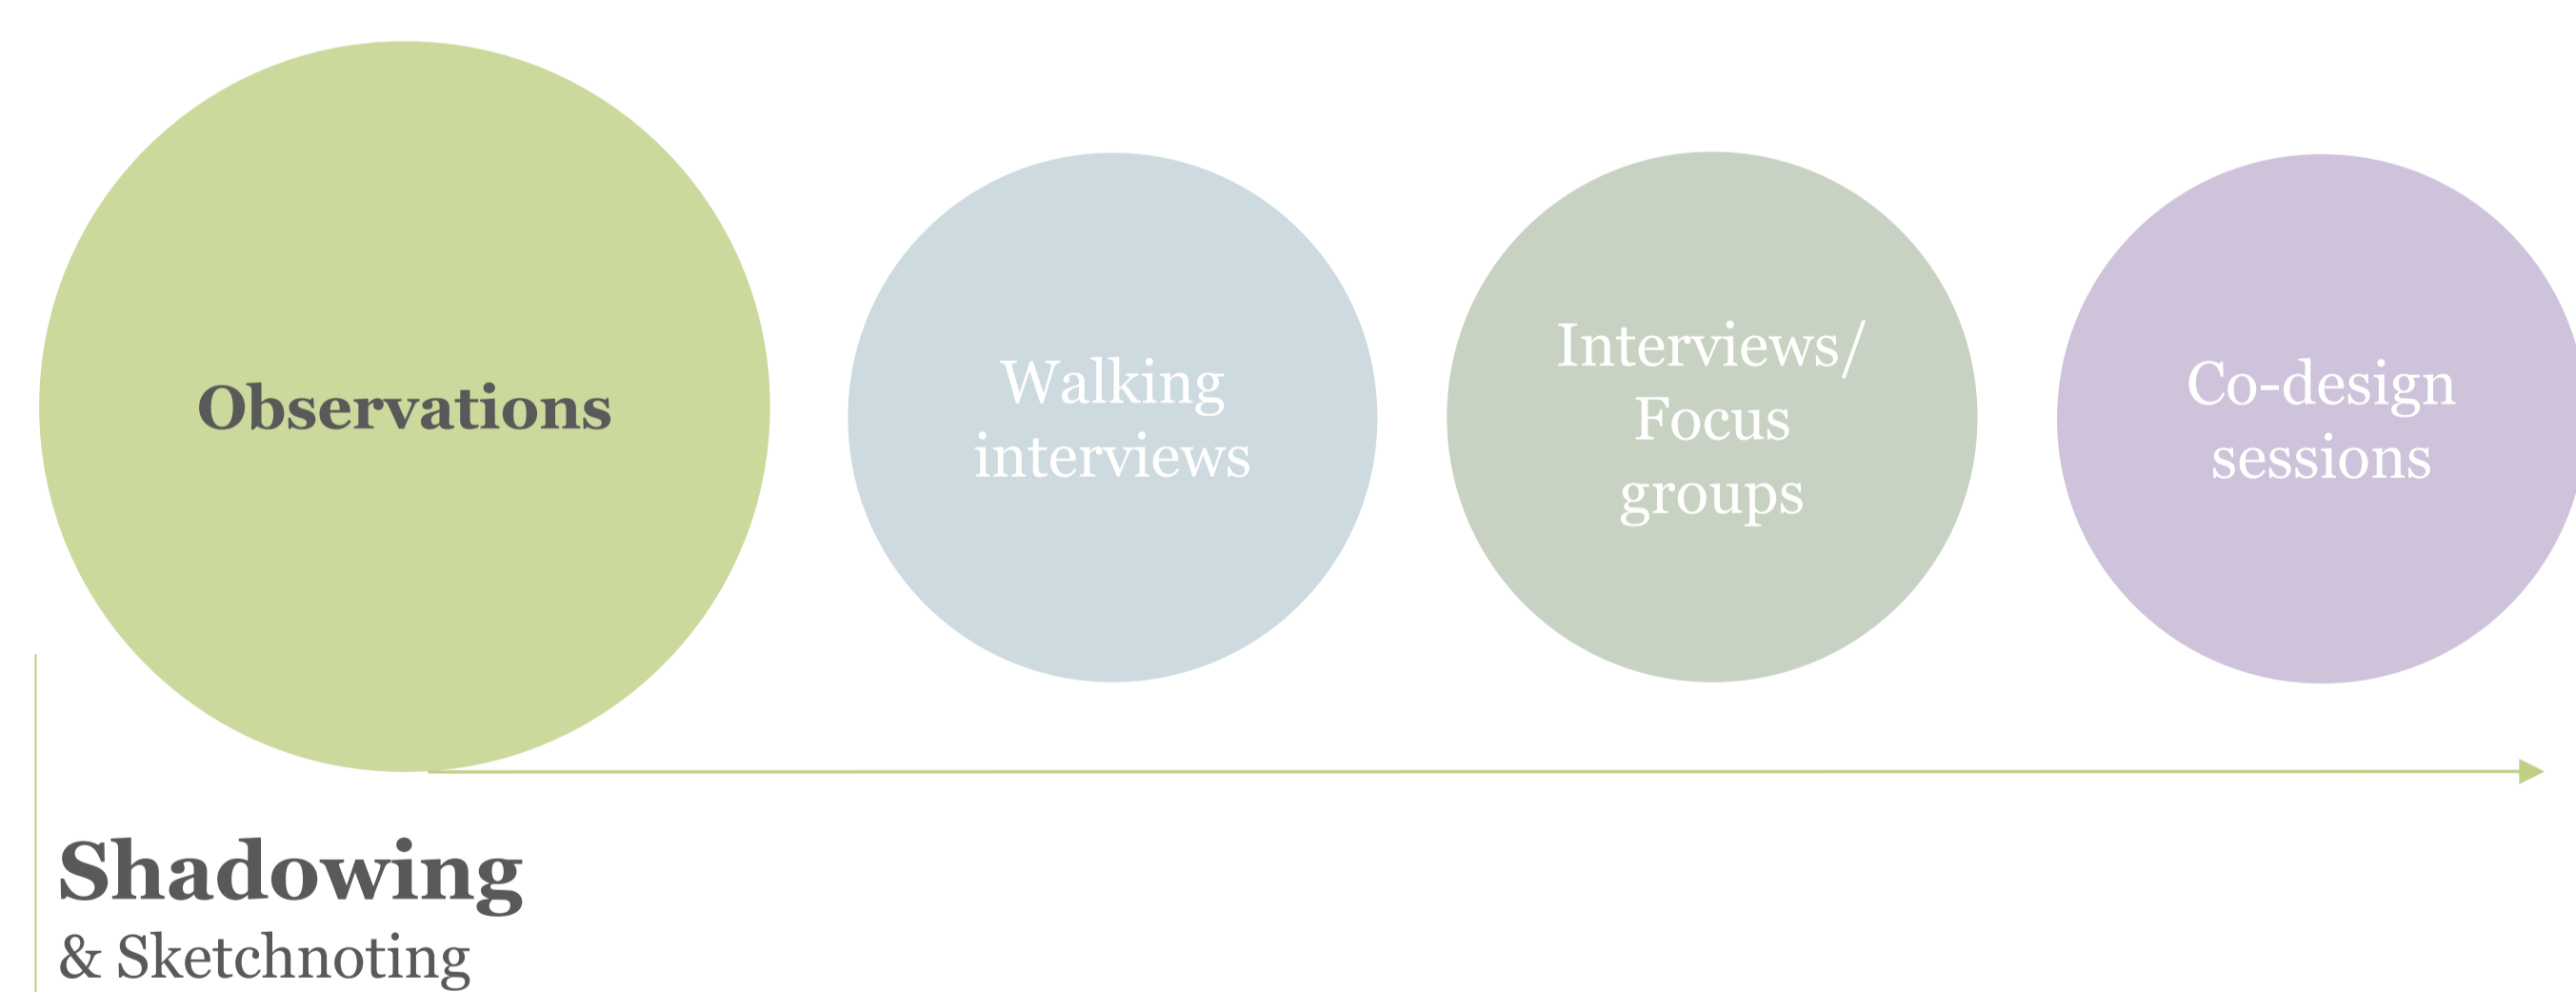 Observations
Walking
interviews
Interviews/
Focus
groups
Co-design
sessions
Shadowing
& Sketchnoting